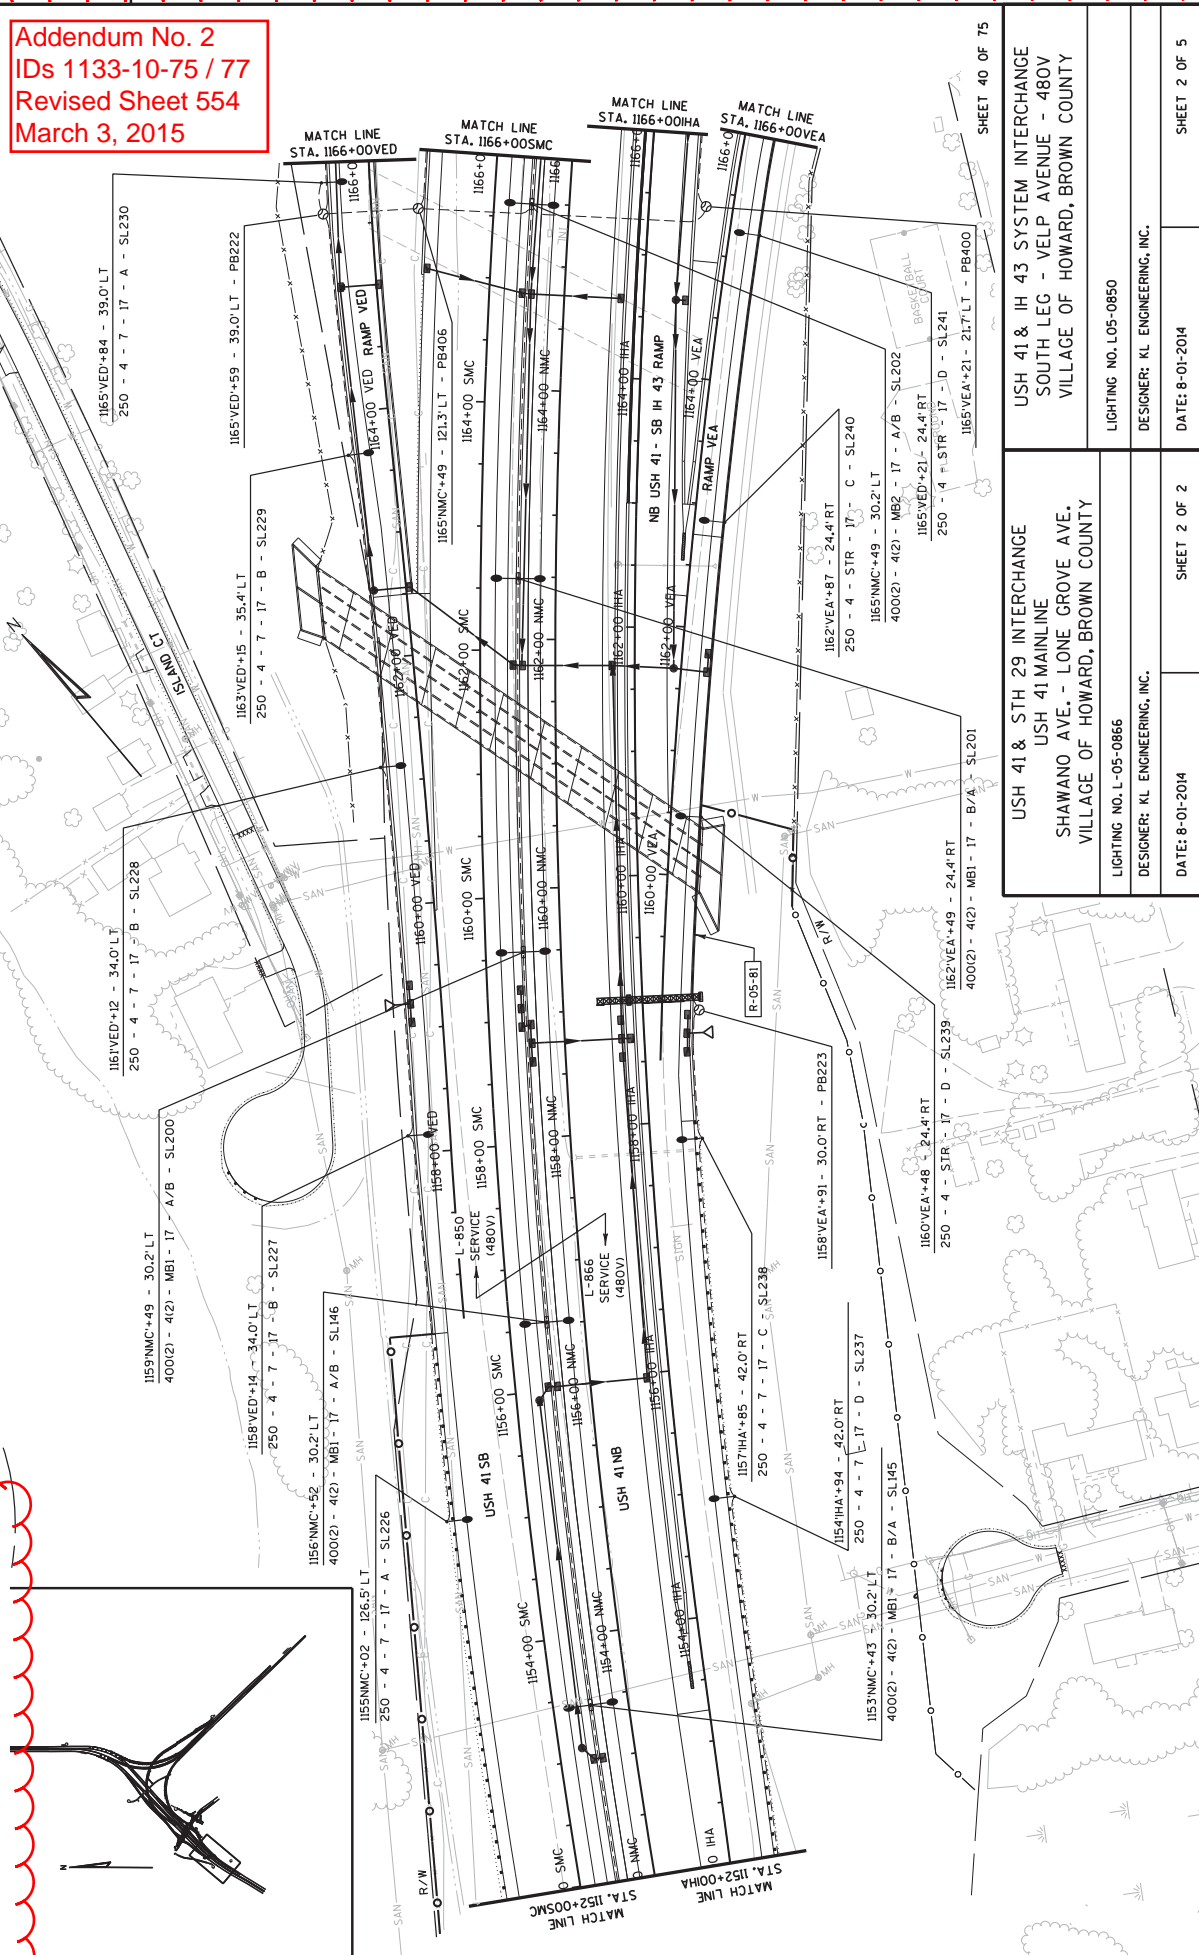 Addendum No. 2
IDs 1133-10-75 / 77
Revised Sheet 554
March 3, 2015
MATCH LINE
STA. 1166+00VED
MATCH LINE
STA. 1166+00SMC
MATCH LINE
STA. 1166+00IHA
MATCH LINE
STA. 1166+00VEA
1165'VED'+84 - 39.0' LT
250 - 4 - 7 - 17 - A - SL230
1165'VED'+59 - 39.0' LT - PB222
1163'VED'+15 - 35.4' LT
250 - 4 - 7 - 17 - B - SL229
1165'NMC'+49 - 121.3' LT - PB406
1161'VED'+12 - 34.0' LT
250 - 4 - 7 - 17 - B - SL228
1159'NMC'+49 - 30.2' LT
400(2) - 4(2) - MB1 - 17 - A/B - SL200
1158'VED'+14 - 34.0' LT
250 - 4 - 7 - 17 - B - SL227
1156'NMC'+52 - 30.2' LT
400(2) - 4(2) - MB1 - 17 - A/B - SL146
1155NMC'+02 - 126.5' LT
250 - 4 - 7 - 17 - A - SL226
1162'VEA'+87 - 24.4' RT
250 - 4 - STR - 17 - C - SL240
1165'NMC'+49 - 30.2' LT
400(2) - 4(2) - MB2 - 17 - A/B - SL202
1165'VED'+21 - 24.4' RT
250 - 4 - STR - 17 - D - SL241
1165'VEA'+21 - 21.7' LT - PB400
1162'VEA'+49 - 24.4' RT
400(2) - 4(2) - MB1 - 17 - B/A - SL201
1160'VEA'+48 - 24.4' RT
250 - 4 - STR - 17 - D - SL239
1158'VEA'+91 - 30.0' RT - PB223
1157'IHA'+85 - 42.0' RT
250 - 4 - 7 - 17 - C - SL238
1154'IHA'+94 - 42.0' RT
250 - 4 - 7 - 17 - D - SL237
1153'NMC'+43 - 30.2' LT
400(2) - 4(2) - MB1 - 17 - B/A - SL145
ISLAND CT
RAMP VED
NB USH 41 - SB IH 43 RAMP
RAMP VEA
1164+00 VED
1164+00 SMC
1164+00 NMC
1164+00 IHA
1164+00 VEA
1162+00 VED
1162+00 SMC
1162+00 NMC
1162+00 IHA
1162+00 VEA
1160+00 VED
1160+00 SMC
1160+00 NMC
1160+00 IHA
1160+00 VEA
1158+00 VED
1158+00 SMC
1158+00 NMC
1158+00 IHA
1156+00 SMC
1156+00 NMC
1156+00 IHA
1154+00 SMC
1154+00 NMC
1154+00 IHA
L-850
SERVICE
(480V)
L-866
SERVICE
(480V)
USH 41 SB
USH 41 NB
R-05-81
R/W
R/W
BASKETBALL
COURT
SIGN
N
MATCH LINE
STA. 1152+00SMC
MATCH LINE
STA. 1152+00IHA
SHEET 40 OF 75
USH 41 & IH 43 SYSTEM INTERCHANGE
SOUTH LEG - VELP AVENUE - 480V
VILLAGE OF HOWARD, BROWN COUNTY
LIGHTING NO. L05-0850
DESIGNER: KL ENGINEERING, INC.
DATE: 8-01-2014
SHEET 2 OF 5
USH 41 & STH 29 INTERCHANGE
USH 41 MAINLINE
SHAWANO AVE. - LONE GROVE AVE.
VILLAGE OF HOWARD, BROWN COUNTY
LIGHTING NO. L-05-0866
DESIGNER: KL ENGINEERING, INC.
DATE: 8-01-2014
SHEET 2 OF 2